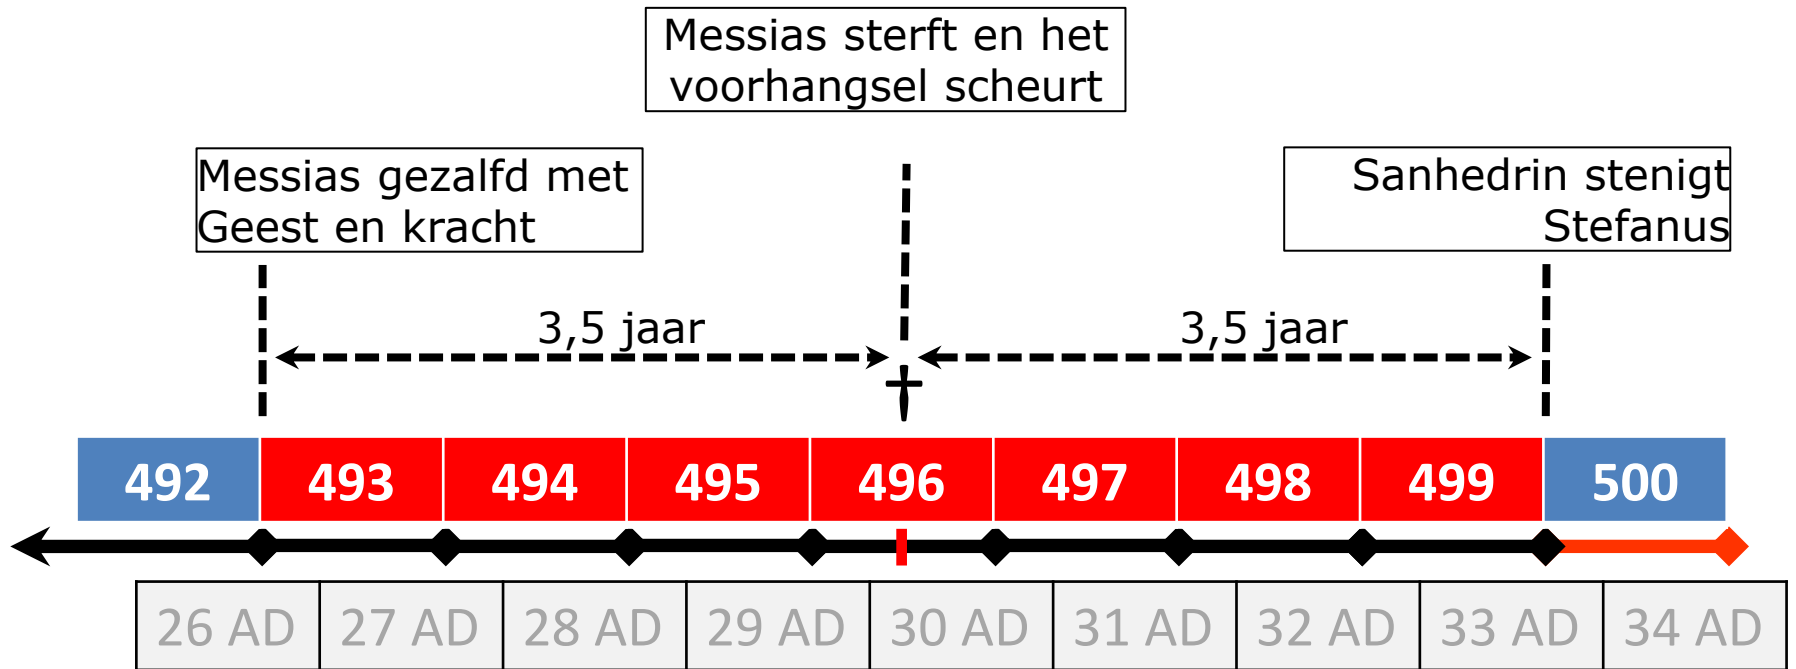 Messias sterft en het
voorhangsel scheurt
Messias gezalfd met
Geest en kracht
Sanhedrin stenigt
Stefanus
3,5 jaar
3,5 jaar
492 493 494 495 496 497 498 499 500
26 AD 27 AD 28 AD 29 AD 30 AD 31 AD 32 AD 33 AD 34 AD